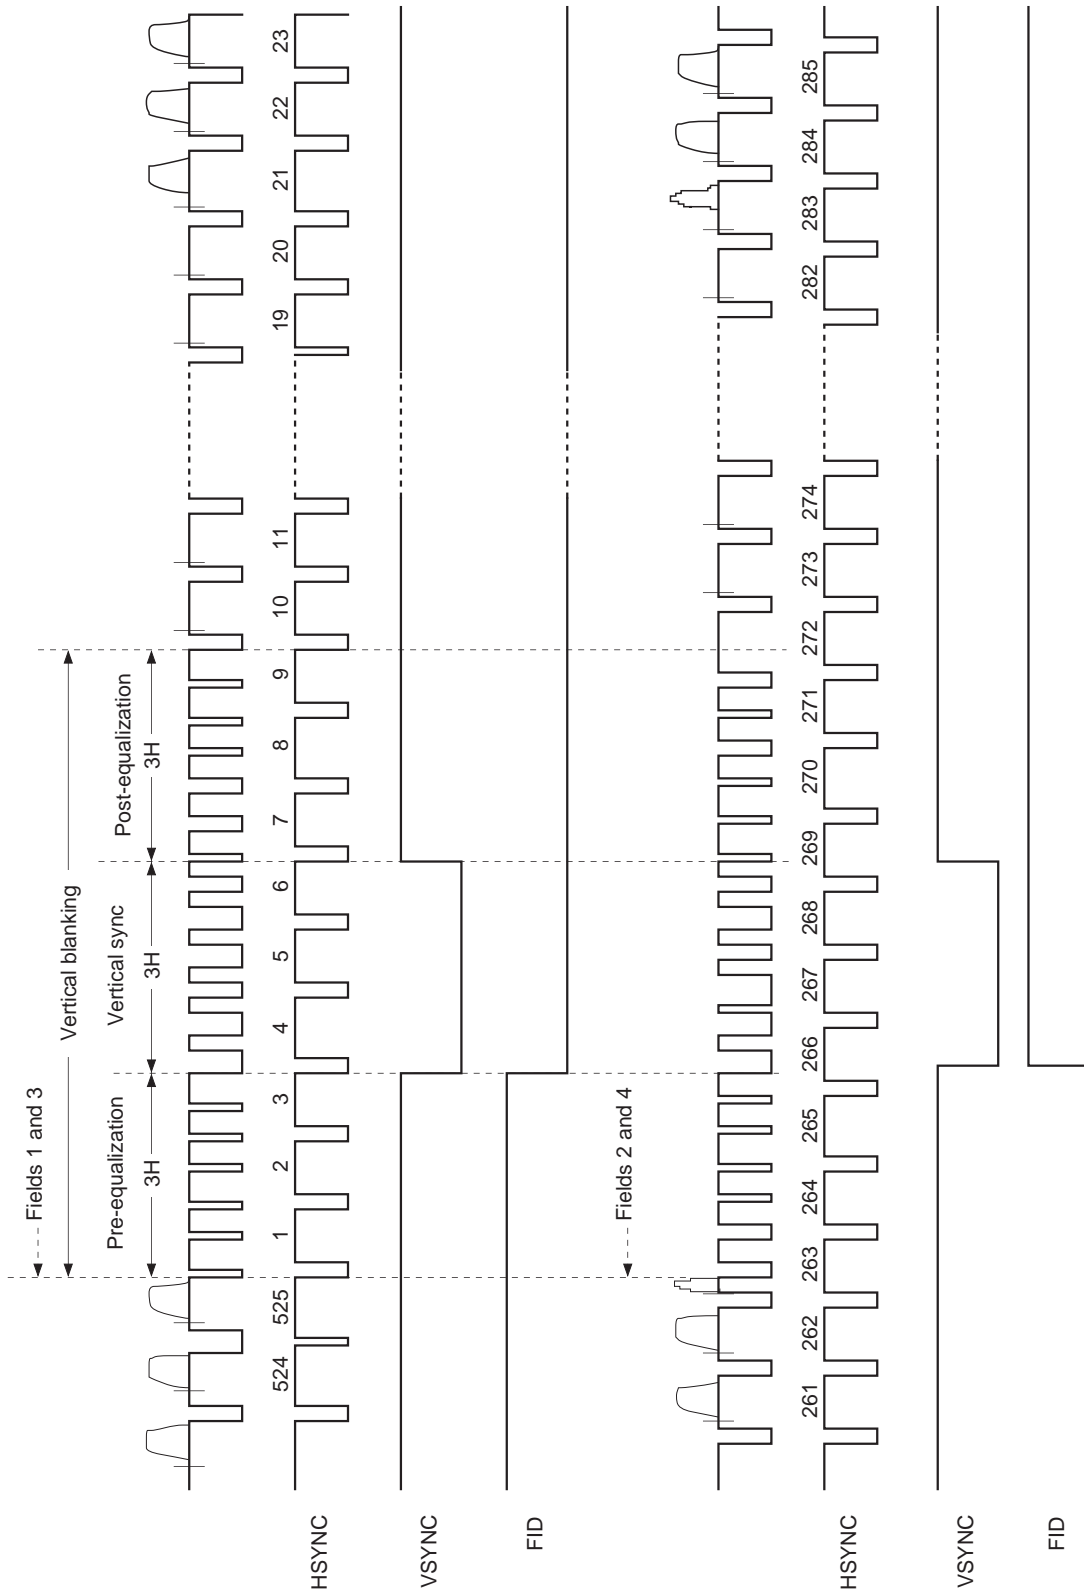 Fields 1 and 3
Vertical blanking
Pre-equalization
Vertical sync
Post-equalization
3H
3H
3H
524 525 1 2 3 4 5 6 7 8 9 10 11 19 20 21 22 23
HSYNC
VSYNC
FID
Fields 2 and 4
261 262 263 264 265 266 267 268 269 270 271 272 273 274 282 283 284 285
HSYNC
VSYNC
FID